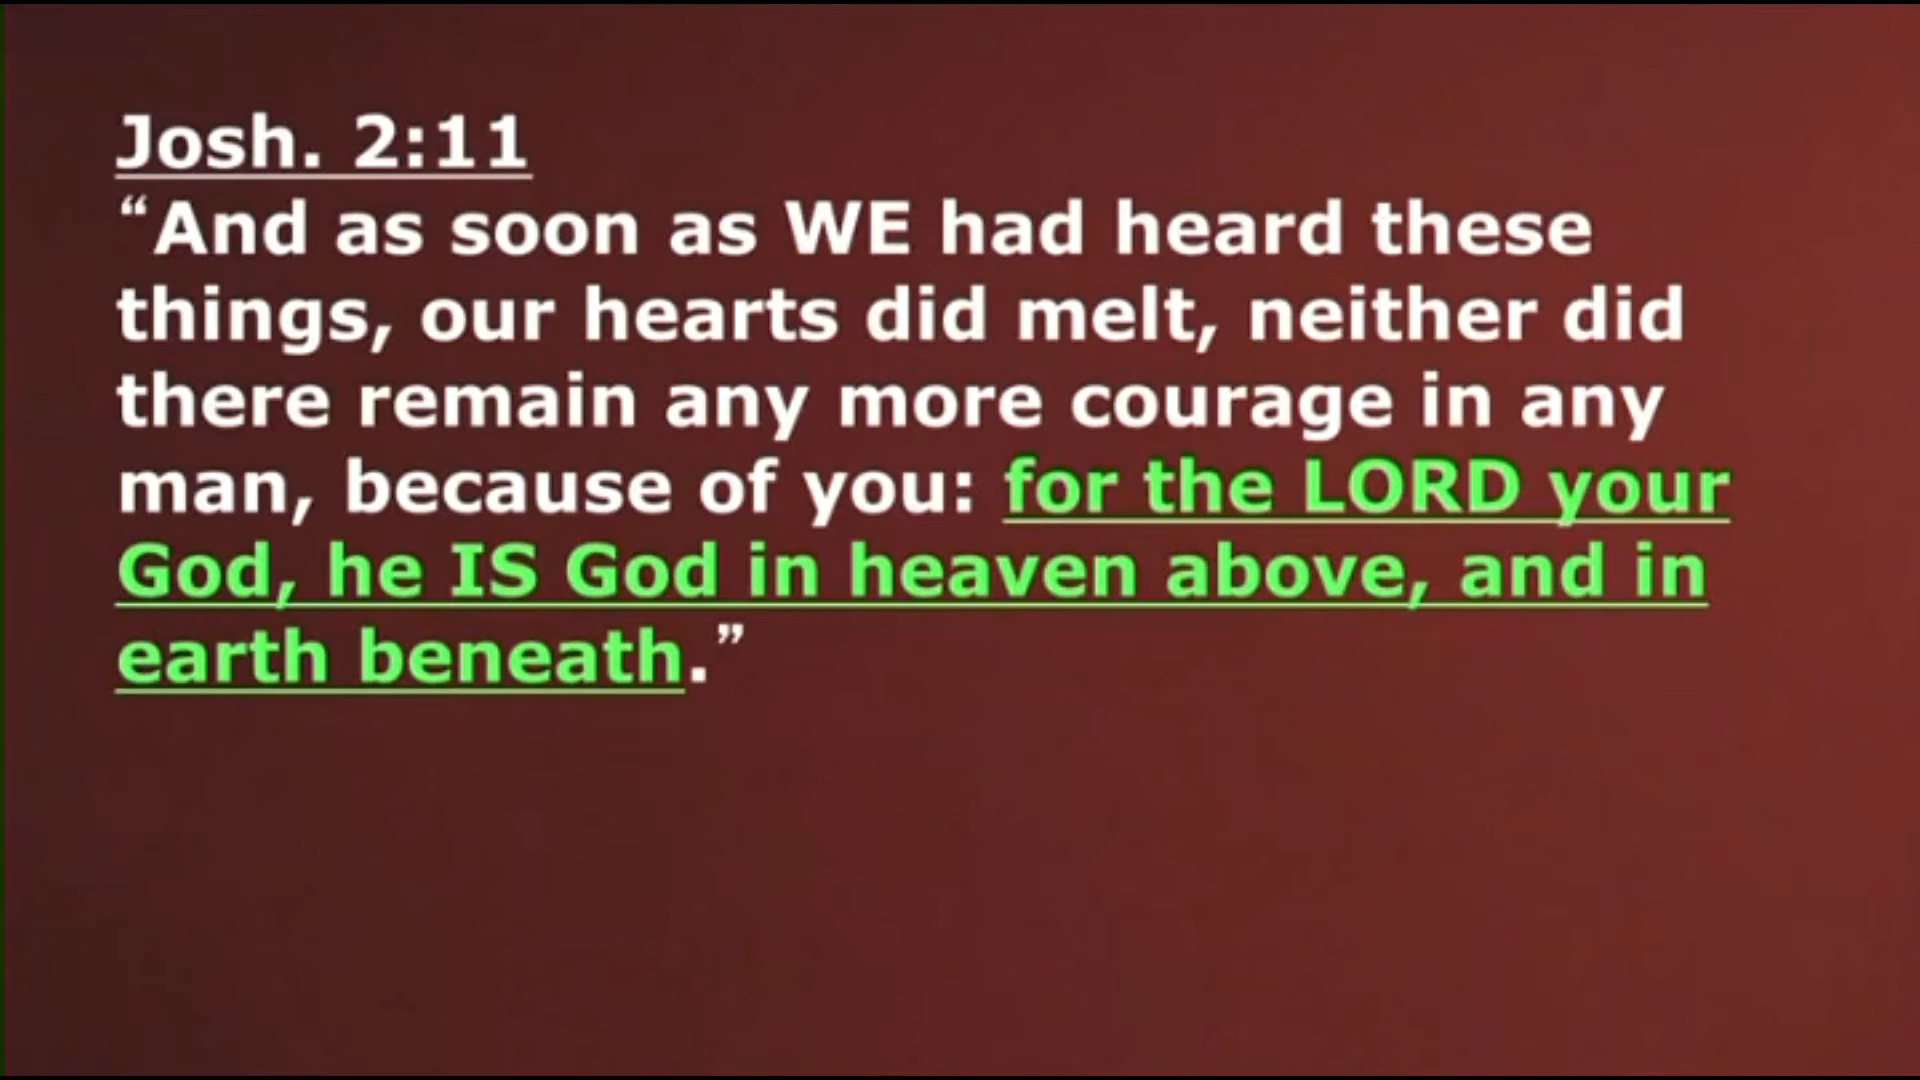 Josh. 2:11
“And as soon as WE had heard these
things, our hearts did melt, neither did
there remain any more courage in any
man, because of you: for the LORD your
God, he IS God in heaven above, and in
earth beneath.”